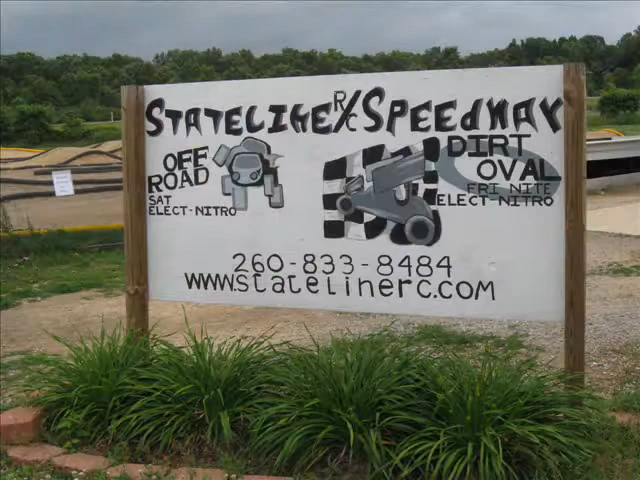 STATELINE R/C SPEEDWAY
OFF
ROAD
SAT
ELECT-NITRO
DIRT
OVAL
FRI NITE
ELECT-NITRO
260-833-8484
www.statelinerc.com